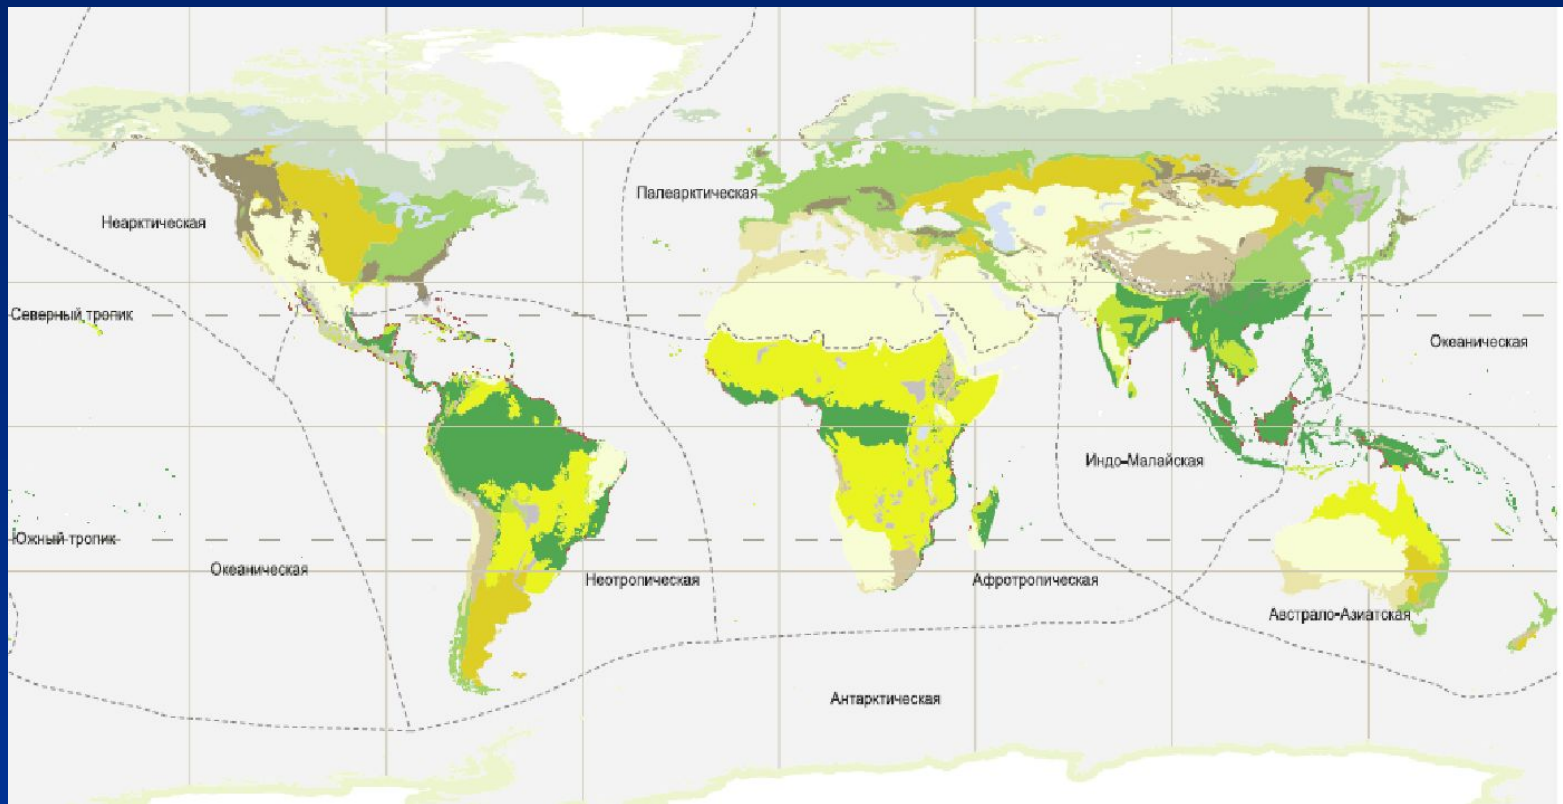 Палеарктическая
Неарктическая
Северный тропик
Океаническая
Индо-Малайская
Южный тропик
Океаническая
Неотропическая
Афротропическая
Австрало-Азиатская
Антарктическая